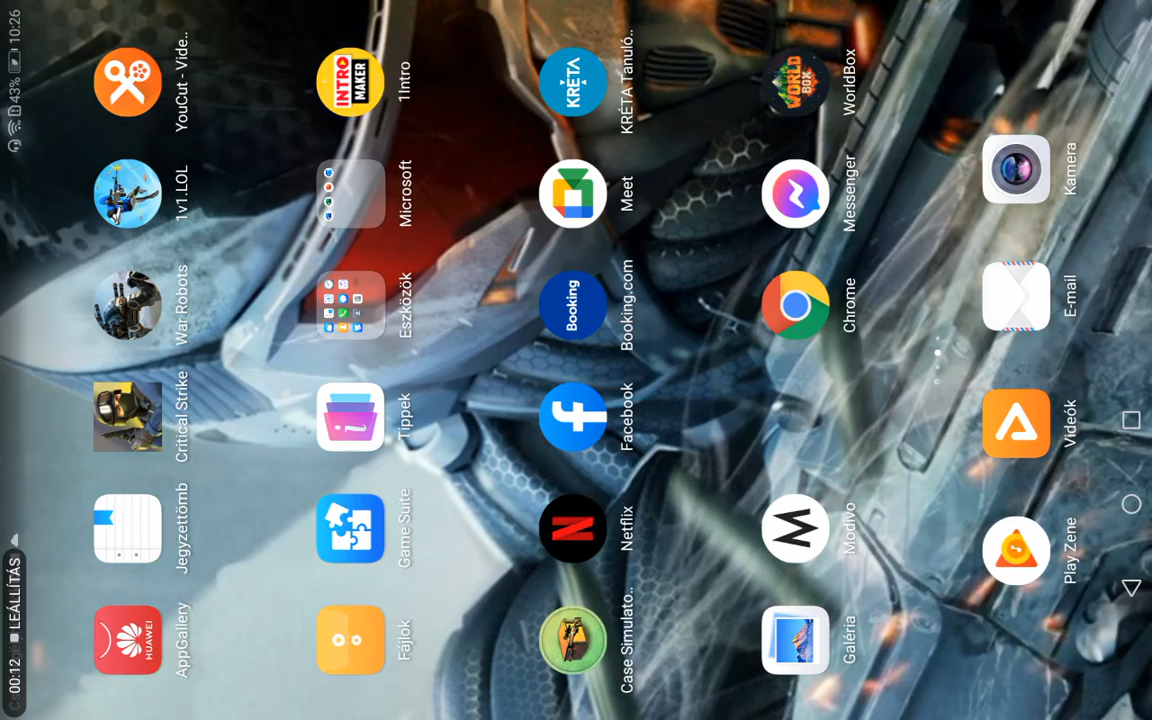 00:12 LEÁLLÍTÁS 43% 10:26
HUAWEI
AppGallery Jegyzettömb Critical Strike War Robots 1v1.LOL YouCut - Vide..
INTRO
MAKER
Fájlok Game Suite Tippek Eszközök Microsoft 1Intro
N Booking KRÉTA
Case Simulato.. Netflix Facebook Booking.com Meet KRÉTA Tanuló..
WORLD
BOX
Galéria Modivo Chrome Messenger WorldBox
Play Zene Videók E-mail Kamera